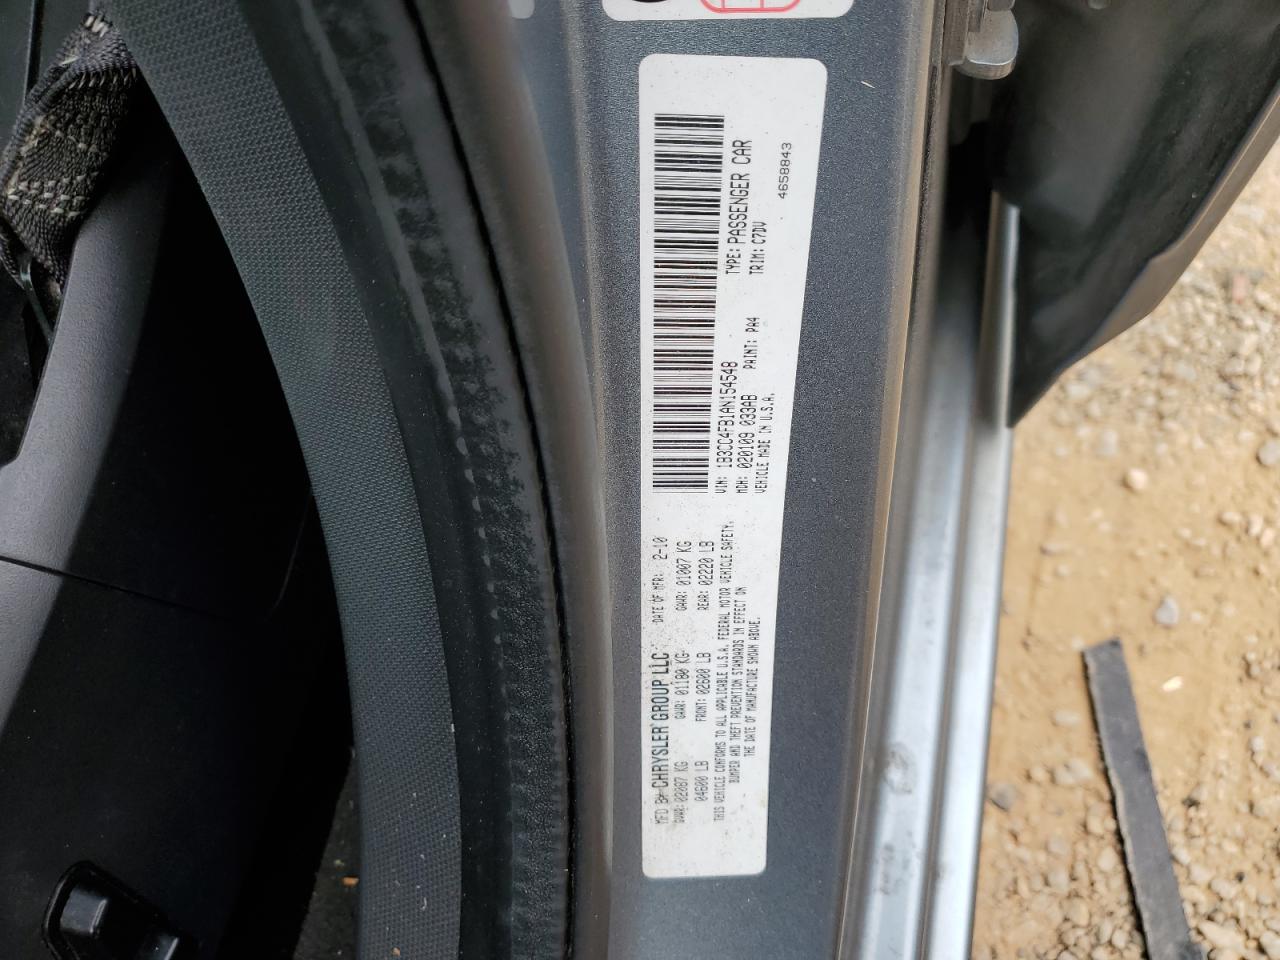 MFD BY CHRYSLER GROUP LLC DATE OF MFR: 2-10
GVWR: 02087 KG GAWR: 01180 KG GAWR: 01007 KG
04600 LB FRONT: 02600 LB REAR: 02220 LB
THIS VEHICLE CONFORMS TO ALL APPLICABLE U.S.A. FEDERAL MOTOR VEHICLE SAFETY,
BUMPER AND THEFT PREVENTION STANDARDS IN EFFECT ON
THE DATE OF MANUFACTURE SHOWN ABOVE.
VIN: 1B3CC4FB1AN154548 TYPE: PASSENGER CAR
MDH: 020109 033AB PAINT: PA4 TRIM: C7DV
VEHICLE MADE IN U.S.A.
4658843